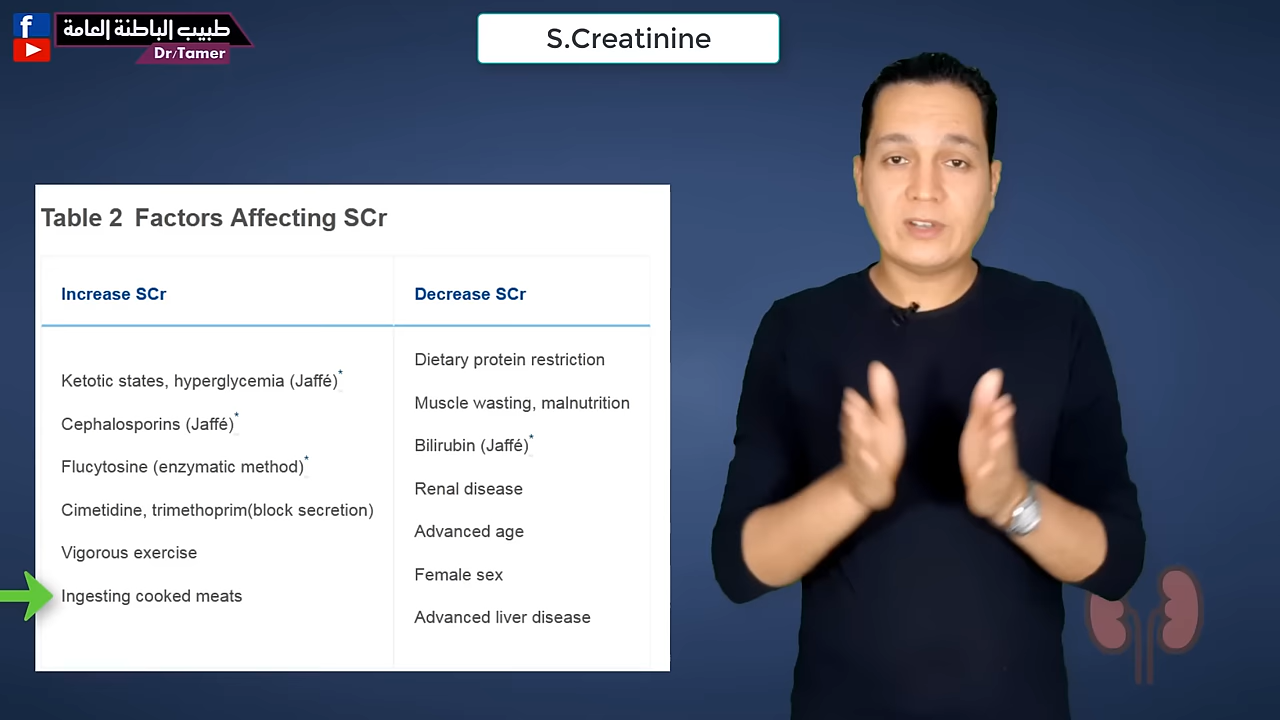 f
طبيب الباطنة العامة
Dr/Tamer
S.Creatinine
Table 2 Factors Affecting SCr
Increase SCr
Decrease SCr
Ketotic states, hyperglycemia (Jaffé)*
Cephalosporins (Jaffé)*
Flucytosine (enzymatic method)*
Cimetidine, trimethoprim(block secretion)
Vigorous exercise
Ingesting cooked meats
Dietary protein restriction
Muscle wasting, malnutrition
Bilirubin (Jaffé)*
Renal disease
Advanced age
Female sex
Advanced liver disease